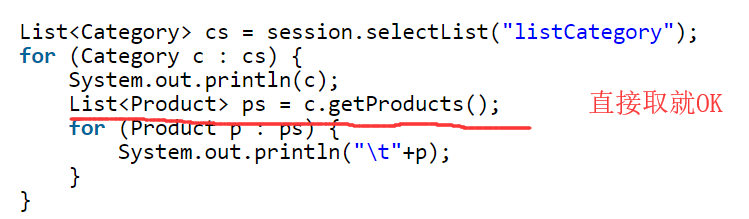 List<Category> cs = session.selectList("listCategory");
for (Category c : cs) {
System.out.println(c);
List<Product> ps = c.getProducts();
直接取就OK
for (Product p : ps) {
System.out.println("\t"+p);
}
}